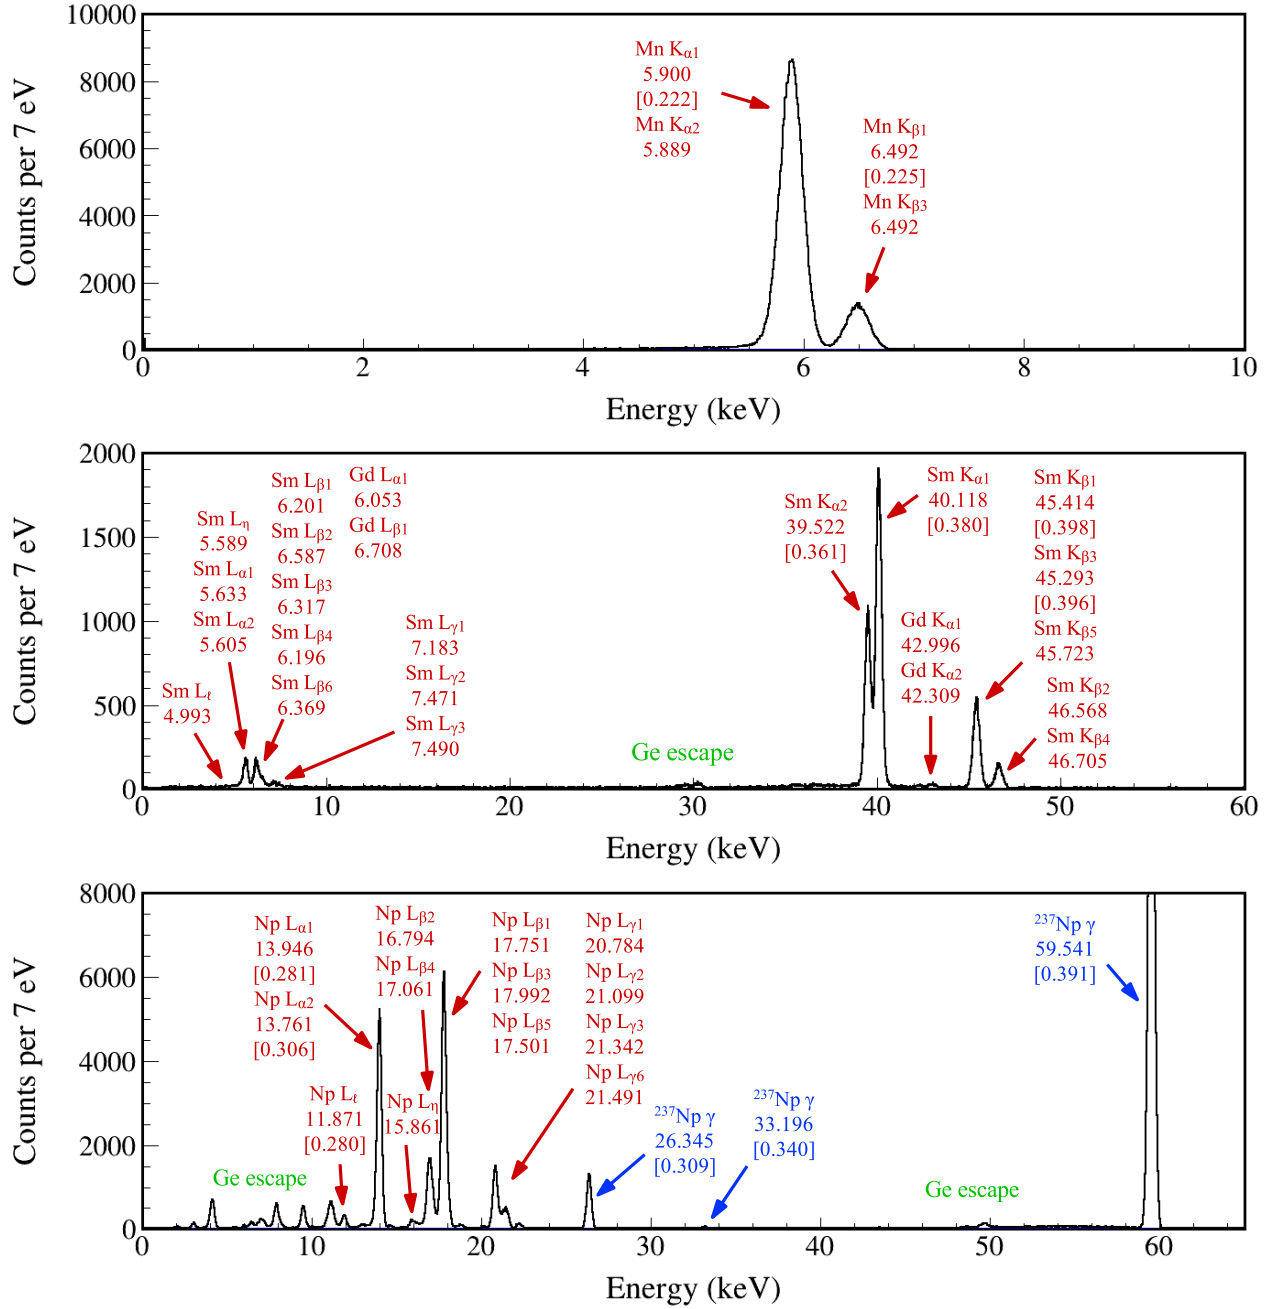 10000
8000
6000
4000
2000
0
Counts per 7 eV
Mn Kα1
5.900
[0.222]
Mn Kα2
5.889
Mn Kβ1
6.492
[0.225]
Mn Kβ3
6.492
0 2 4 6 8 10
Energy (keV)
2000
1500
1000
500
0
Counts per 7 eV
Sm Lℓ
4.993
Sm Lη
5.589
Sm Lα1
5.633
Sm Lα2
5.605
Sm Lβ1
6.201
Sm Lβ2
6.587
Sm Lβ3
6.317
Sm Lβ4
6.196
Sm Lβ6
6.369
Gd Lα1
6.053
Gd Lβ1
6.708
Sm Lγ1
7.183
Sm Lγ2
7.471
Sm Lγ3
7.490
Ge escape
Sm Kα2
39.522
[0.361]
Sm Kα1
40.118
[0.380]
Gd Kα1
42.996
Gd Kα2
42.309
Sm Kβ1
45.414
[0.398]
Sm Kβ3
45.293
[0.396]
Sm Kβ5
45.723
Sm Kβ2
46.568
Sm Kβ4
46.705
0 10 20 30 40 50 60
Energy (keV)
8000
6000
4000
2000
0
Counts per 7 eV
Ge escape
Np Lα1
13.946
[0.281]
Np Lα2
13.761
[0.306]
Np Lℓ
11.871
[0.280]
Np Lβ2
16.794
Np Lβ4
17.061
Np Lη
15.861
Np Lβ1
17.751
Np Lβ3
17.992
Np Lβ5
17.501
Np Lγ1
20.784
Np Lγ2
21.099
Np Lγ3
21.342
Np Lγ6
21.491
237Np γ
26.345
[0.309]
237Np γ
33.196
[0.340]
Ge escape
237Np γ
59.541
[0.391]
0 10 20 30 40 50 60
Energy (keV)